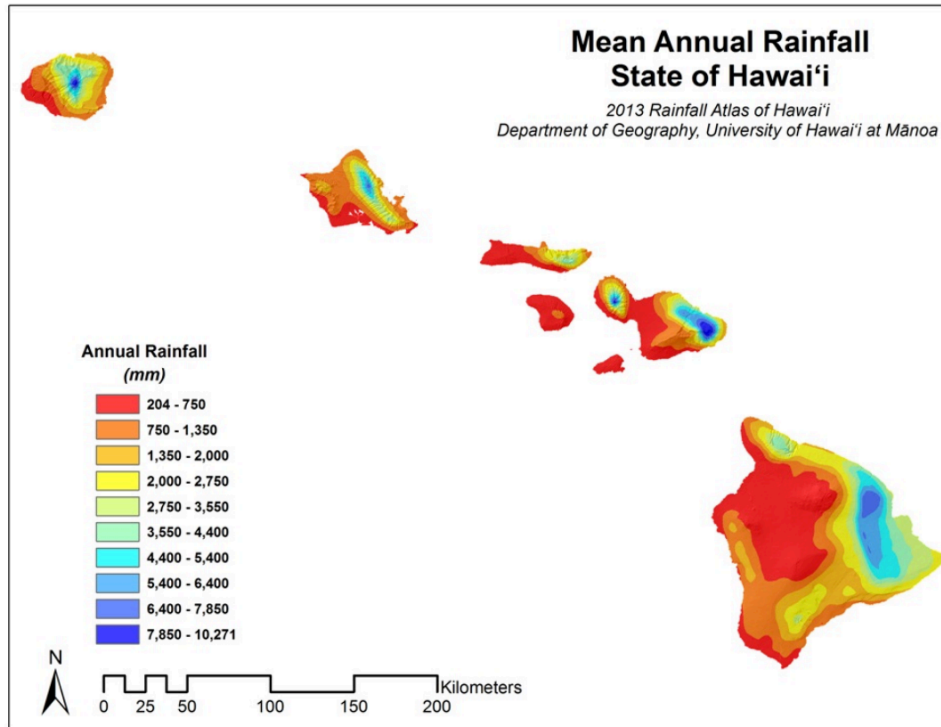 Mean Annual Rainfall
State of Hawai‘i
2013 Rainfall Atlas of Hawai‘i
Department of Geography, University of Hawai‘i at Mānoa
Annual Rainfall
(mm)
204 - 750
750 - 1,350
1,350 - 2,000
2,000 - 2,750
2,750 - 3,550
3,550 - 4,400
4,400 - 5,400
5,400 - 6,400
6,400 - 7,850
7,850 - 10,271
N
Kilometers
0 25 50 100 150 200